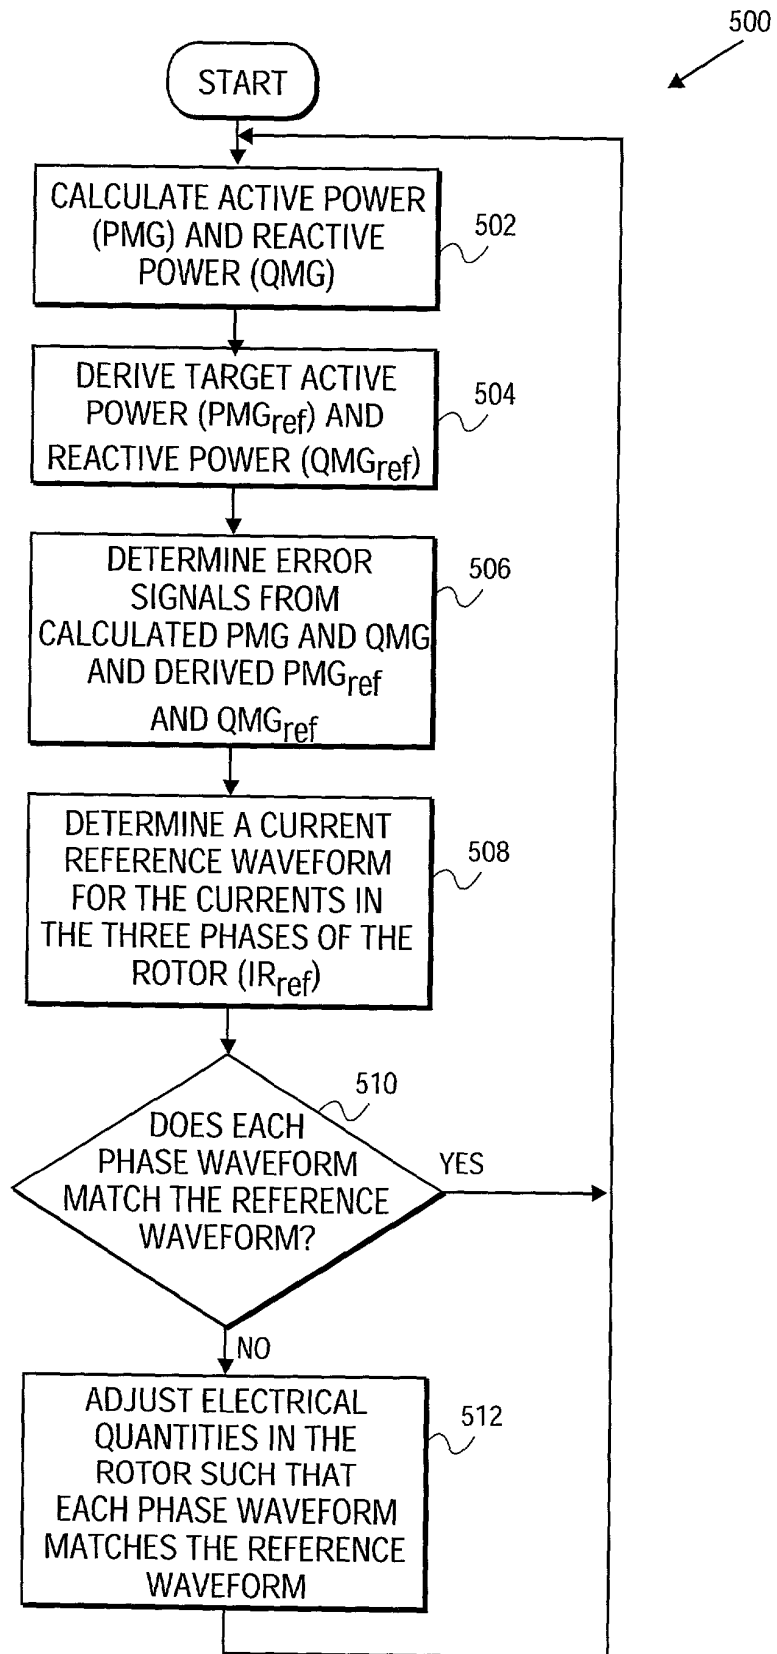 500
START
CALCULATE ACTIVE POWER
(PMG) AND REACTIVE
POWER (QMG)
502
DERIVE TARGET ACTIVE
POWER (PMGref) AND
REACTIVE POWER (QMGref)
504
DETERMINE ERROR
SIGNALS FROM
CALCULATED PMG AND QMG
AND DERIVED PMGref
AND QMGref
506
DETERMINE A CURRENT
REFERENCE WAVEFORM
FOR THE CURRENTS IN
THE THREE PHASES OF THE
ROTOR (IRref)
508
510
DOES EACH
PHASE WAVEFORM
MATCH THE REFERENCE
WAVEFORM?
YES
NO
ADJUST ELECTRICAL
QUANTITIES IN THE
ROTOR SUCH THAT
EACH PHASE WAVEFORM
MATCHES THE REFERENCE
WAVEFORM
512